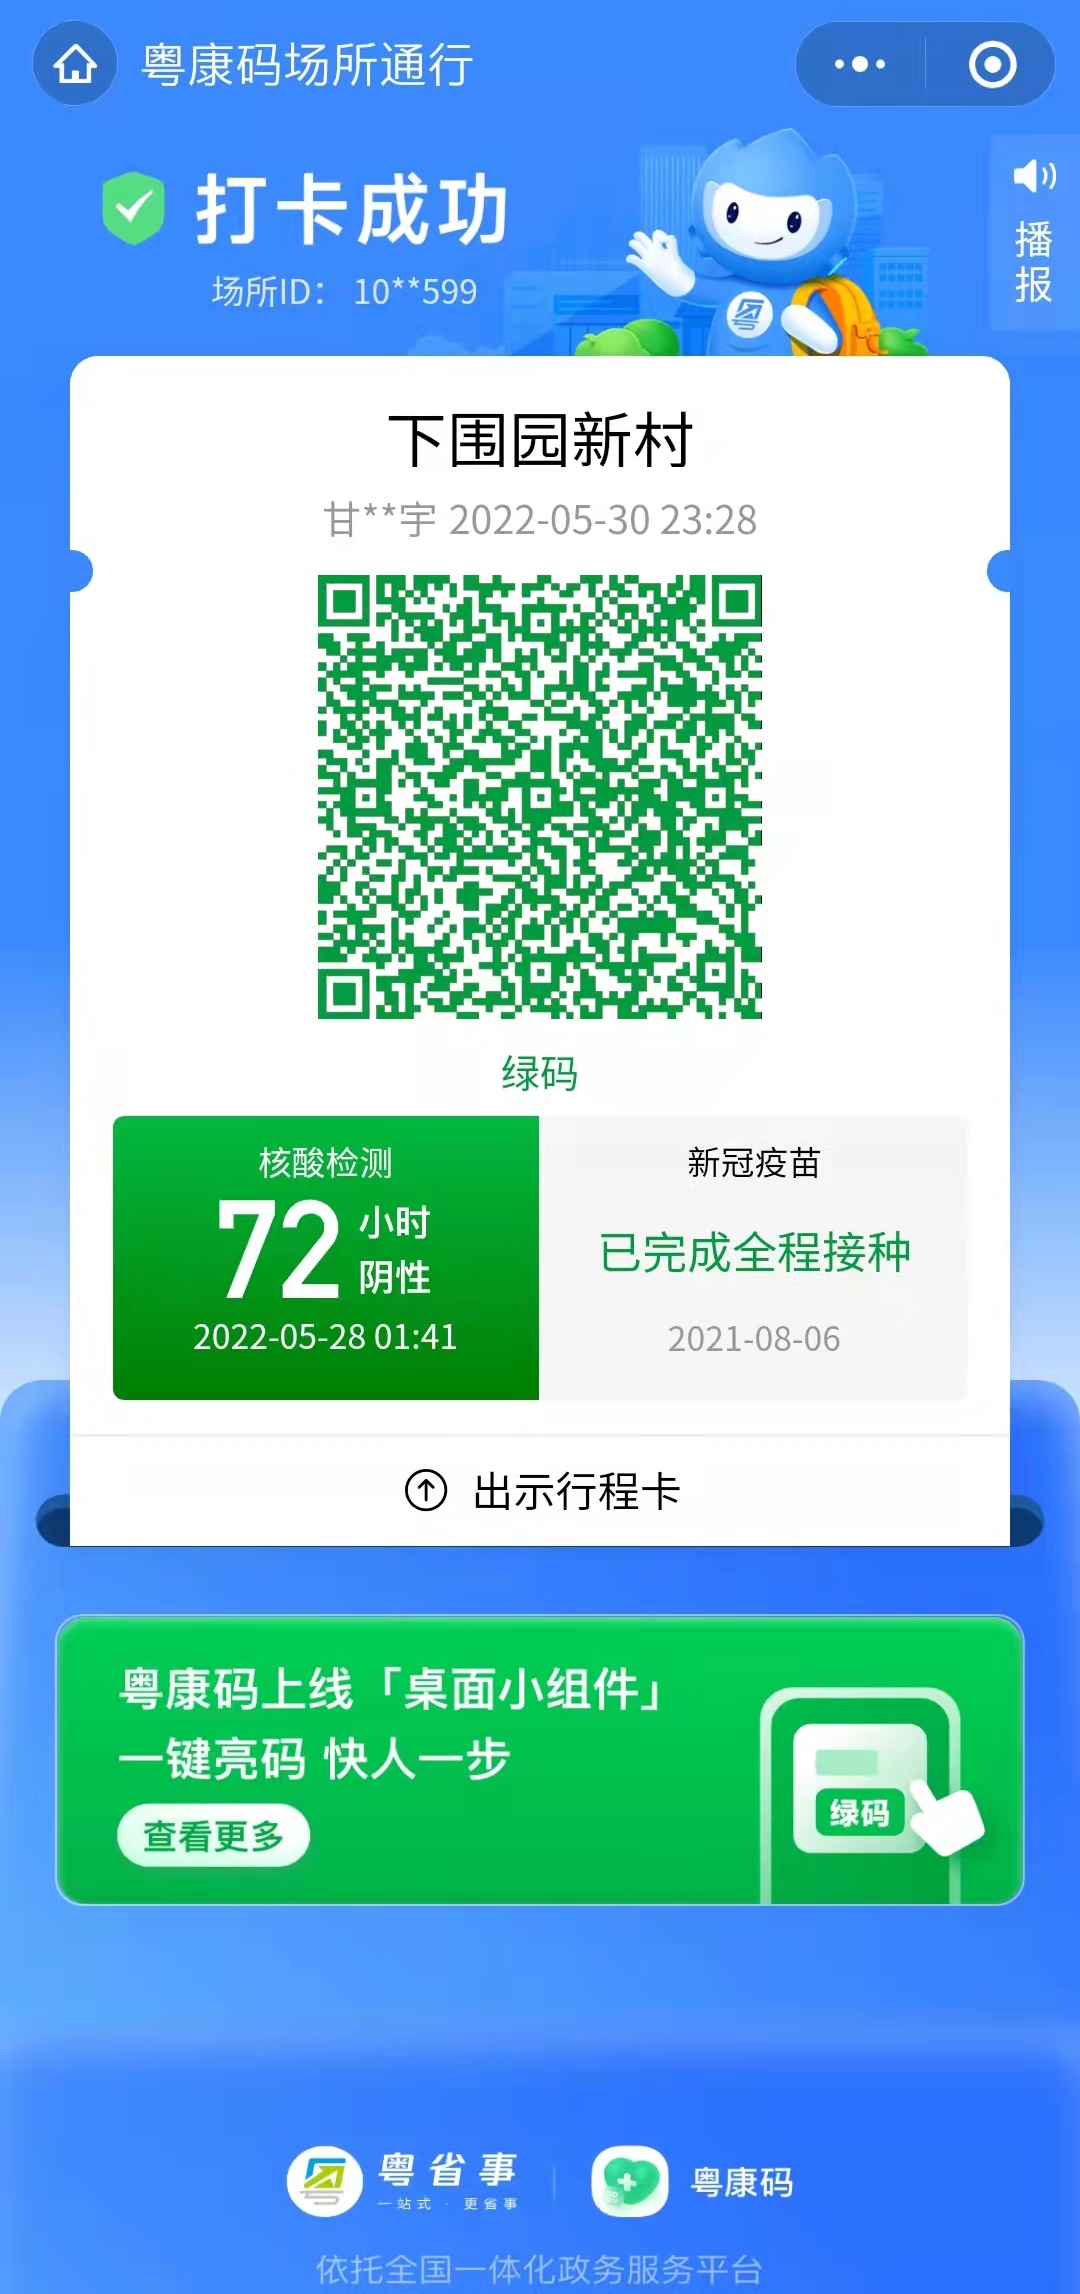 粤康码场所通行
打卡成功
场所ID： 10**599
播报
下围园新村
甘**宇 2022-05-30 23:28
绿码
核酸检测
72 小时 阴性
2022-05-28 01:41
新冠疫苗
已完成全程接种
2021-08-06
出示行程卡
粤康码上线「桌面小组件」
一键亮码 快人一步
查看更多
绿码
粤省事
一站式 · 更省事
粤康码
依托全国一体化政务服务平台